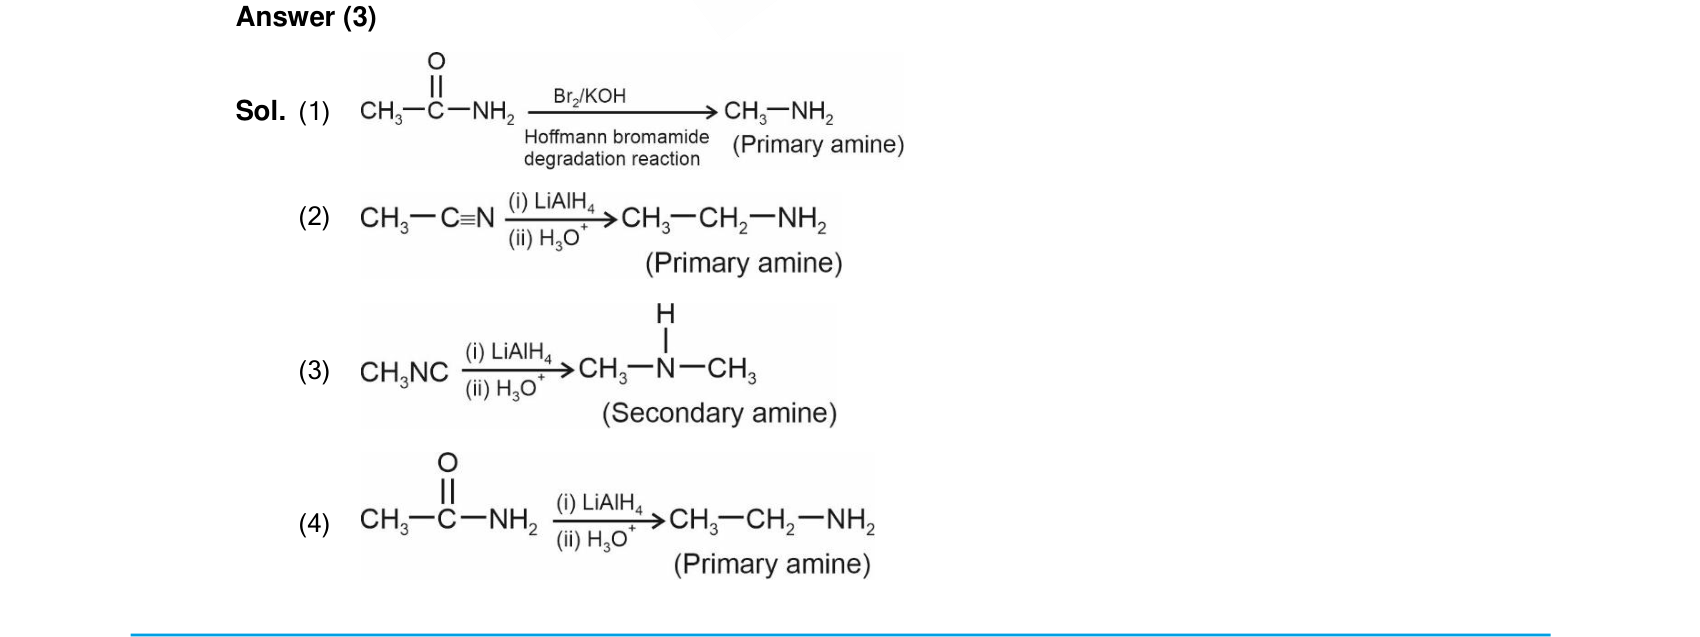 Answer (3)
O
||
Sol. (1) CH₃—C—NH₂ Br₂/KOH → CH₃—NH₂
Hoffmann bromamide degradation reaction (Primary amine)
(2) CH₃—C≡N (i) LiAlH₄ (ii) H₃O⁺ → CH₃—CH₂—NH₂
(Primary amine)
H
|
(3) CH₃NC (i) LiAlH₄ (ii) H₃O⁺ → CH₃—N—CH₃
(Secondary amine)
O
||
(4) CH₃—C—NH₂ (i) LiAlH₄ (ii) H₃O⁺ → CH₃—CH₂—NH₂
(Primary amine)